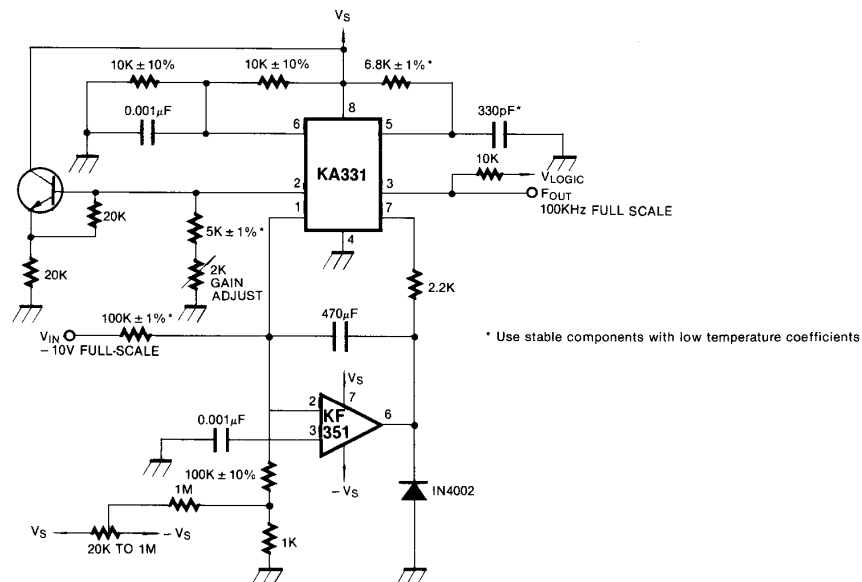 VS
10K ± 10%
10K ± 10%
6.8K ± 1% *
0.001µF
8
6
5
330pF*
KA331
10K
VLOGIC
2
3
FOUT
100KHz FULL SCALE
1
7
20K
5K ± 1% *
4
2K
GAIN
ADJUST
20K
2.2K
100K ± 1% *
470µF
VIN
– 10V FULL-SCALE
* Use stable components with low temperature coefficients
VS
7
2
KF
351
6
0.001µF
3
100K ± 10%
– VS
1M
IN4002
VS
– VS
20K TO 1M
1K